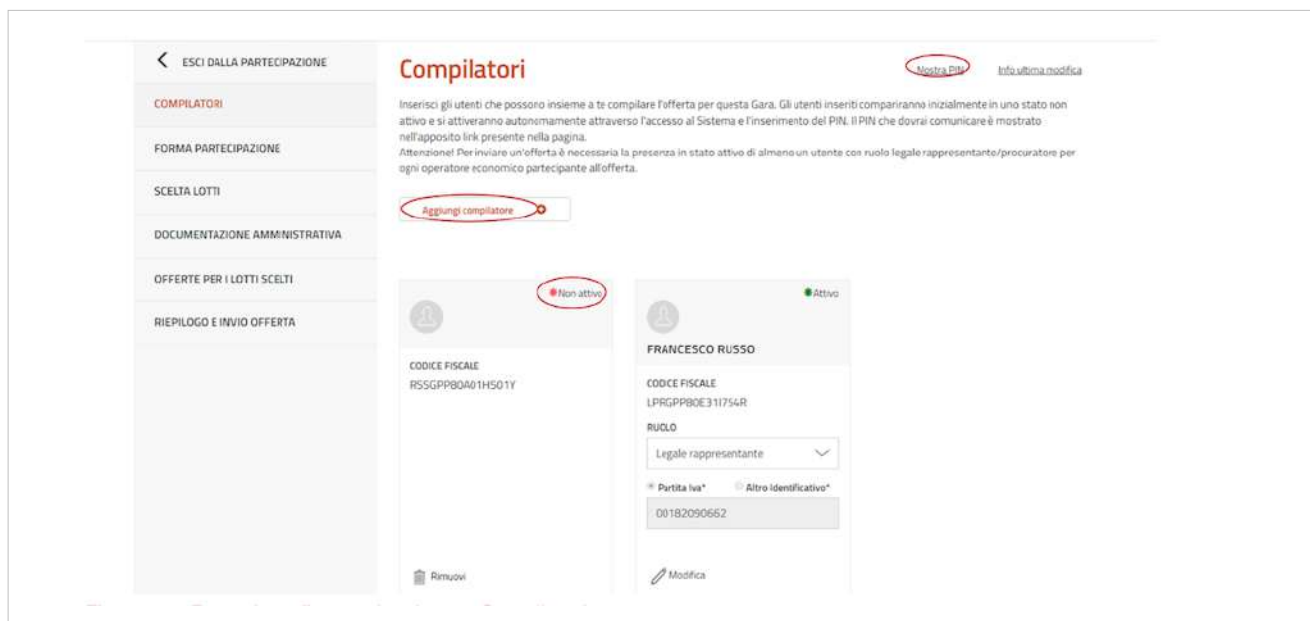 ESCI DALLA PARTECIPAZIONE
COMPILATORI
FORMA PARTECIPAZIONE
SCELTA LOTTI
DOCUMENTAZIONE AMMINISTRATIVA
OFFERTE PER I LOTTI SCELTI
RIEPILOGO E INVIO OFFERTA
Compilatori
Mostra PIN
Info ultima modifica
Inserisci gli utenti che possoro insieme a te compilare l'offerta per questa Gara. Gli utenti inseriti compariranno inizialmente in uno stato non
attivo e si attiveranno autonomamente attraverso l'accesso al Sistema e l'inserimento del PIN. Il PIN che dovrai comunicare è mostrato
nell'apposito link presente nella pagina.
Attenzione! Per inviare un'offerta è necessaria la presenza in stato attivo di almeno un utente con ruolo legale rappresentante/procuratore per
ogni operatore economico partecipante all'offerta.
Aggiungi compilatore
Non attivo
CODICE FISCALE
RSSGPP80A01H501Y
Rimuovi
Attivo
FRANCESCO RUSSO
CODICE FISCALE
LPRGPP80E31I754R
RUOLO
Legale rappresentante
Partita Iva*
Altro Identificativo*
00182090662
Modifica